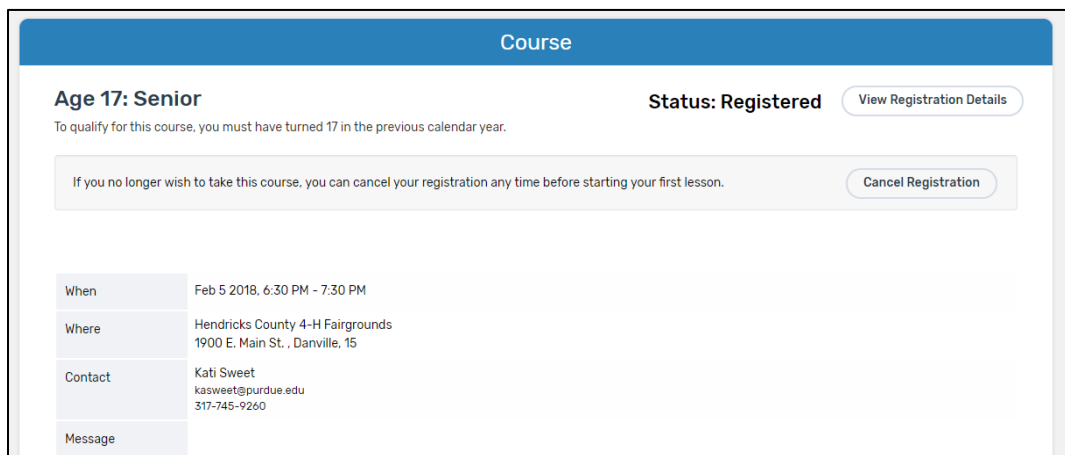 Course
Age 17: Senior
Status: Registered
View Registration Details
To qualify for this course, you must have turned 17 in the previous calendar year.
If you no longer wish to take this course, you can cancel your registration any time before starting your first lesson.
Cancel Registration
When
Feb 5 2018, 6:30 PM - 7:30 PM
Where
Hendricks County 4-H Fairgrounds
1900 E. Main St. , Danville, 15
Contact
Kati Sweet
kasweet@purdue.edu
317-745-9260
Message